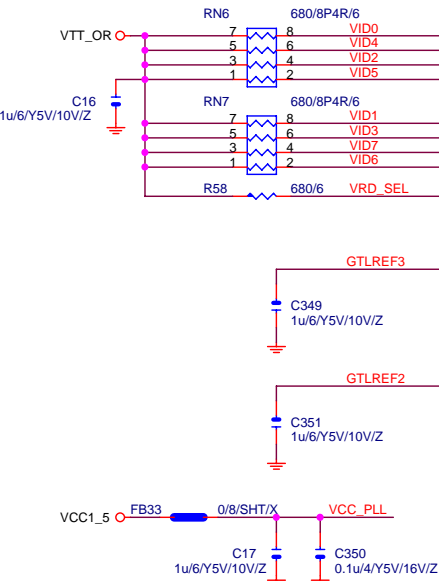 RN6 680/8P4R/6
VTT_OR 7 8 VID0
5 6 VID4
3 4 VID2
1 2 VID5
C16
1u/6/Y5V/10V/Z
RN7 680/8P4R/6
7 8 VID1
5 6 VID3
3 4 VID7
1 2 VID6
R58 680/6 VRD_SEL
GTLREF3
C349
1u/6/Y5V/10V/Z
GTLREF2
C351
1u/6/Y5V/10V/Z
VCC1_5 FB33 0/8/SHT/X VCC_PLL
C17 C350
1u/6/Y5V/10V/Z 0.1u/4/Y5V/16V/Z